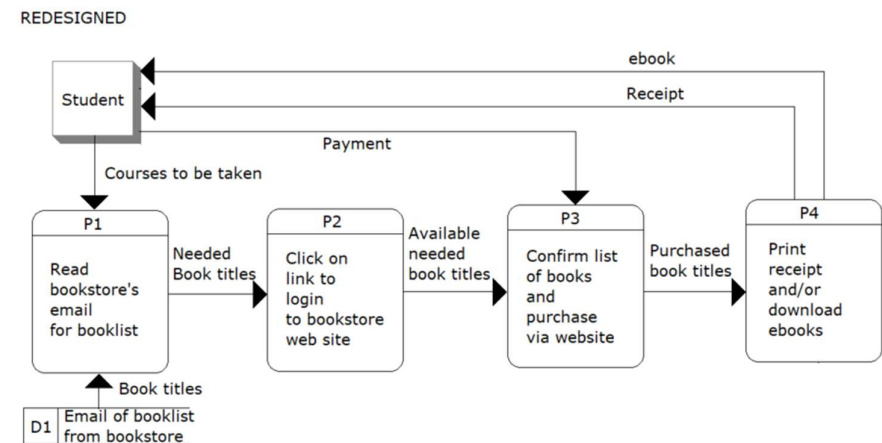 REDESIGNED
ebook
Student
Receipt
Payment
Courses to be taken
P1
Read
bookstore's
email
for booklist
Needed
Book titles
P2
Click on
link to
login
to bookstore
web site
Available
needed
book titles
P3
Confirm list
of books
and
purchase
via website
Purchased
book titles
P4
Print
receipt
and/or
download
ebooks
Book titles
D1
Email of booklist
from bookstore